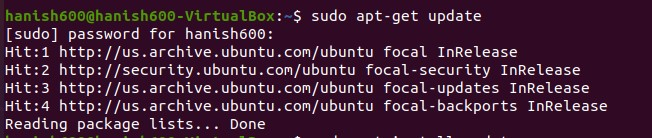 hanish600@hanish600-VirtualBox:~$ sudo apt-get update
[sudo] password for hanish600:
Hit:1 http://us.archive.ubuntu.com/ubuntu focal InRelease
Hit:2 http://security.ubuntu.com/ubuntu focal-security InRelease
Hit:3 http://us.archive.ubuntu.com/ubuntu focal-updates InRelease
Hit:4 http://us.archive.ubuntu.com/ubuntu focal-backports InRelease
Reading package lists... Done